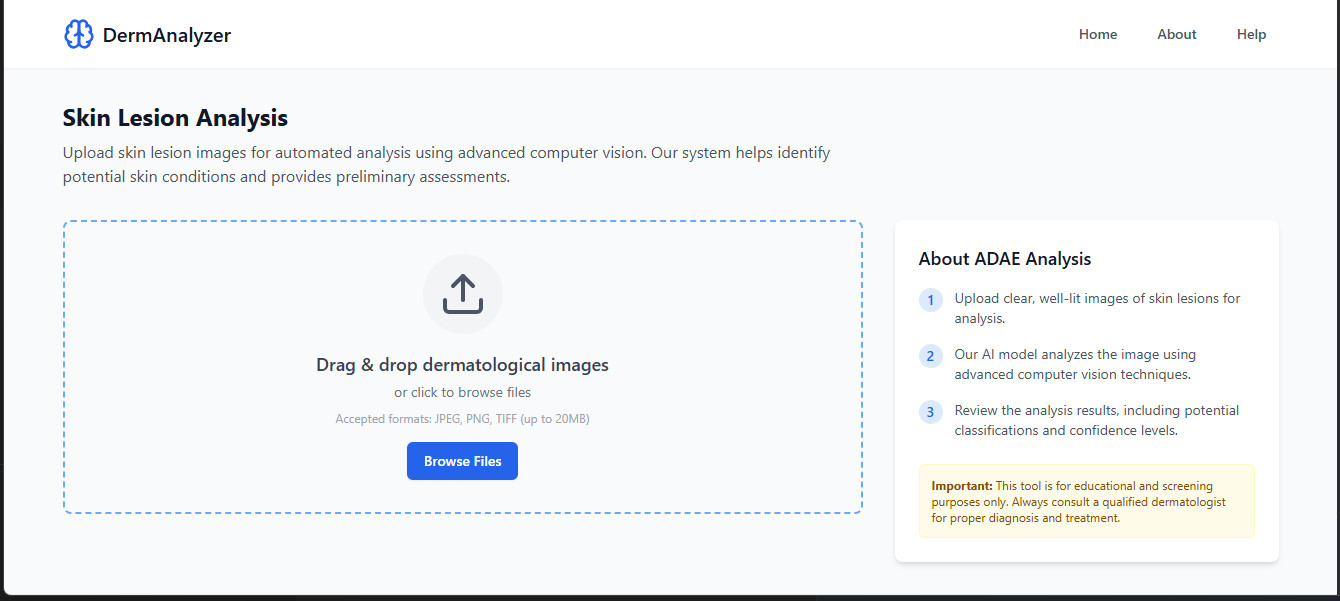 DermAnalyzer
Home
About
Help
Skin Lesion Analysis
Upload skin lesion images for automated analysis using advanced computer vision. Our system helps identify
potential skin conditions and provides preliminary assessments.
Drag & drop dermatological images
or click to browse files
Accepted formats: JPEG, PNG, TIFF (up to 20MB)
Browse Files
About ADAE Analysis
1
Upload clear, well-lit images of skin lesions for
analysis.
2
Our AI model analyzes the image using
advanced computer vision techniques.
3
Review the analysis results, including potential
classifications and confidence levels.
Important: This tool is for educational and screening
purposes only. Always consult a qualified dermatologist
for proper diagnosis and treatment.